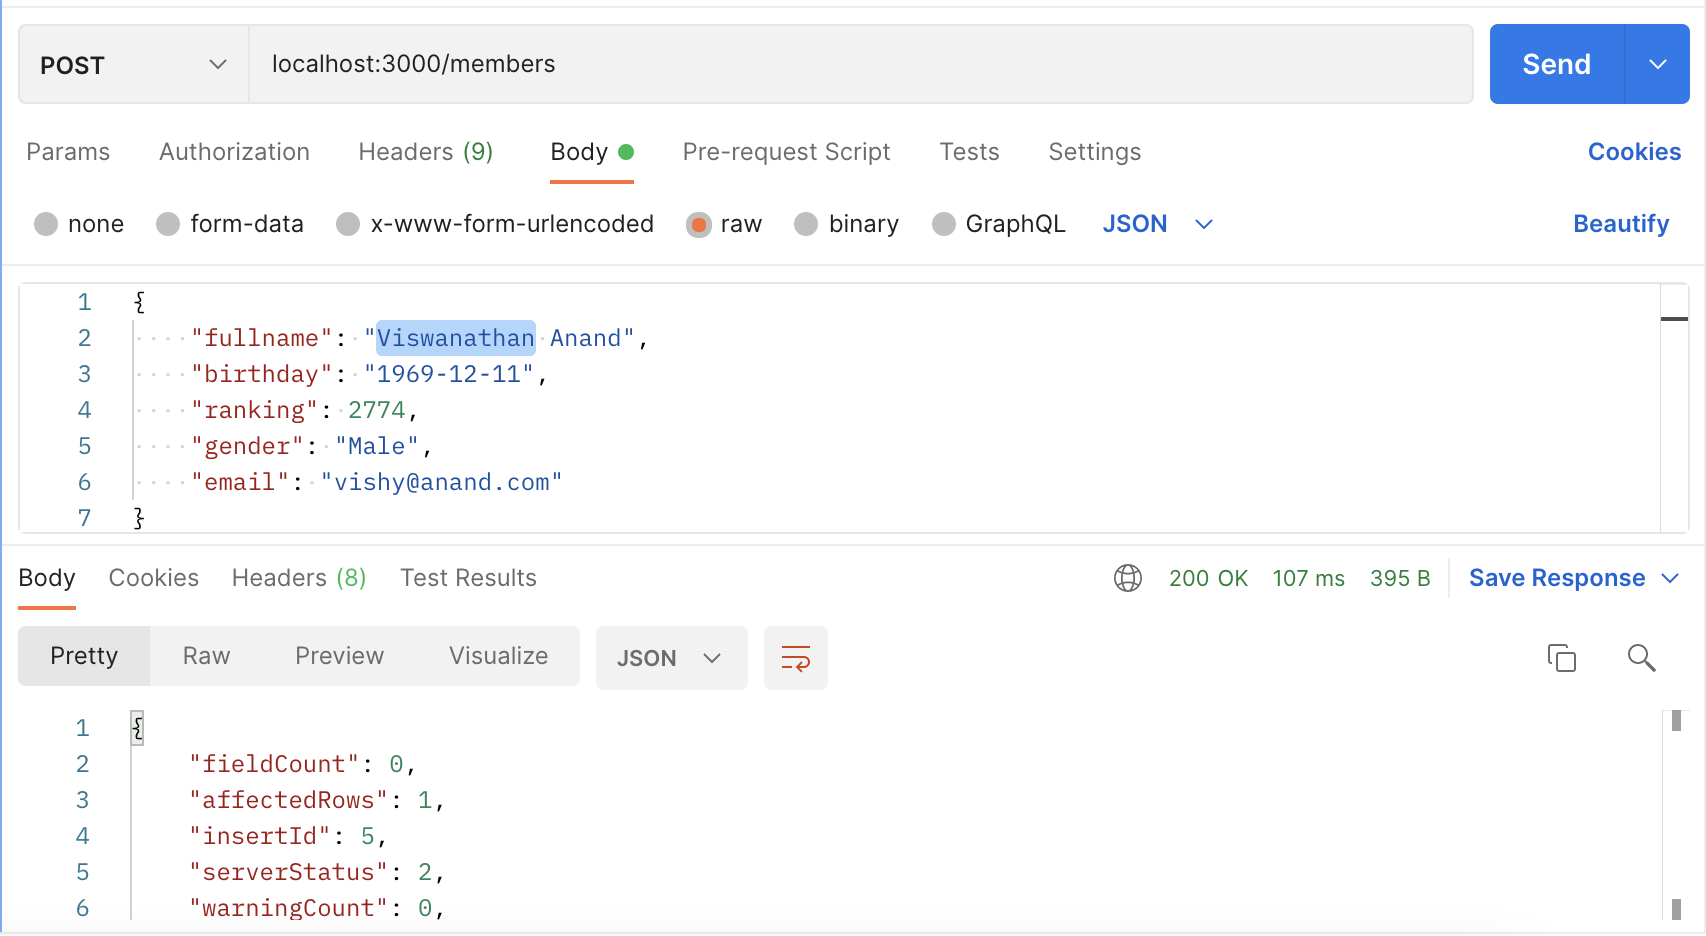 POST localhost:3000/members Send
Params Authorization Headers (9) Body Pre-request Script Tests Settings Cookies
none form-data x-www-form-urlencoded raw binary GraphQL JSON Beautify
1 {
2 "fullname": "Viswanathan Anand",
3 "birthday": "1969-12-11",
4 "ranking": 2774,
5 "gender": "Male",
6 "email": "vishy@anand.com"
7 }
Body Cookies Headers (8) Test Results 200 OK 107 ms 395 B Save Response
Pretty Raw Preview Visualize JSON
1 {
2 "fieldCount": 0,
3 "affectedRows": 1,
4 "insertId": 5,
5 "serverStatus": 2,
6 "warningCount": 0,